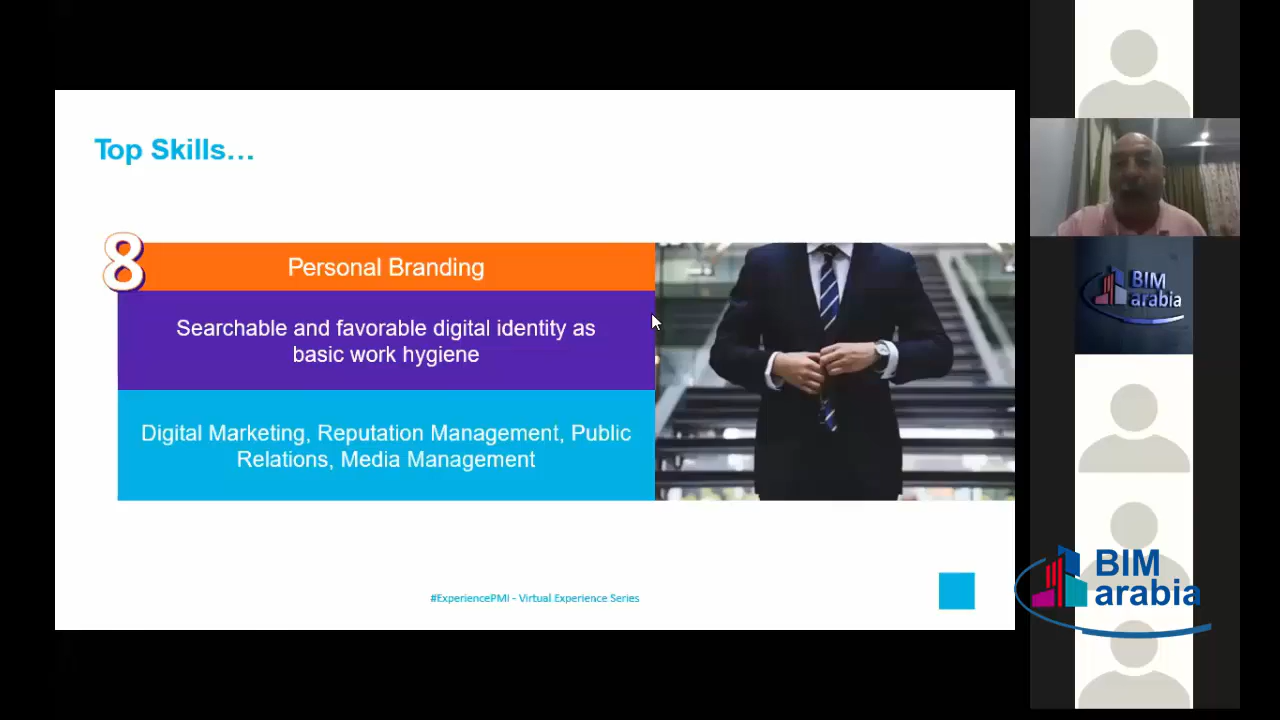 Top Skills…
8
Personal Branding
Searchable and favorable digital identity as
basic work hygiene
Digital Marketing, Reputation Management, Public
Relations, Media Management
#ExperiencePMI - Virtual Experience Series
BIM
arabia
BIM
arabia